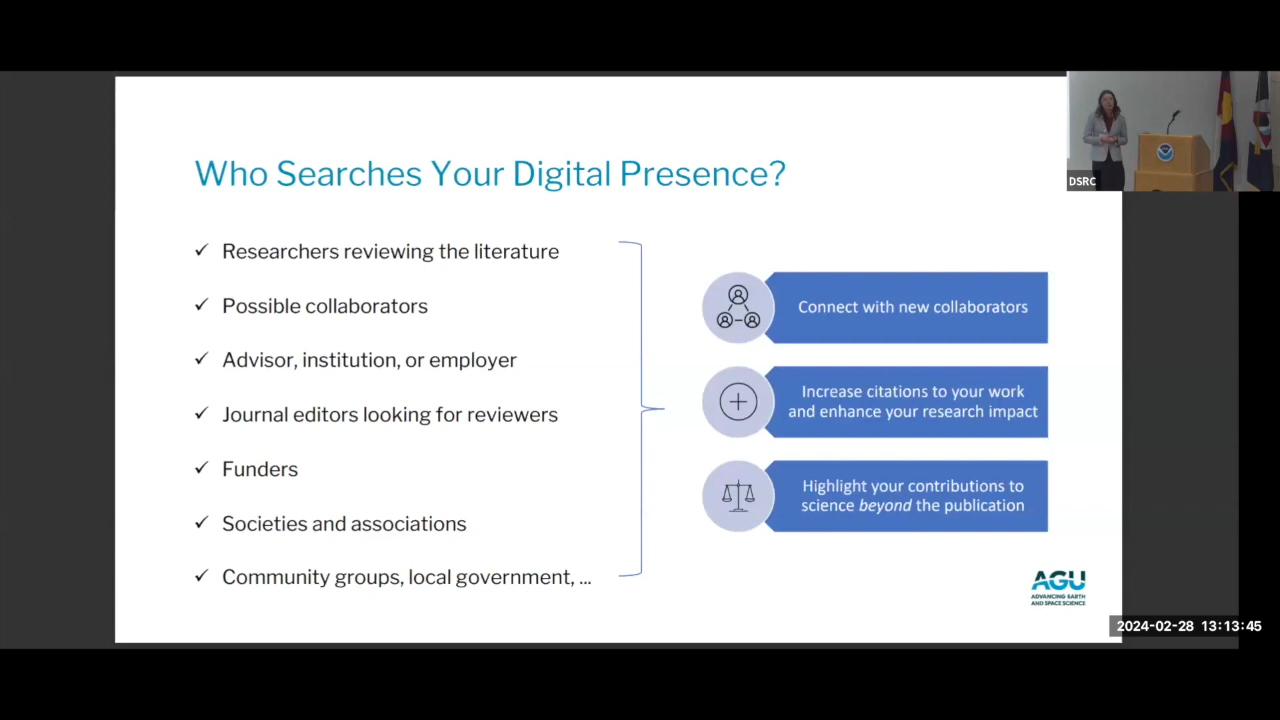 Who Searches Your Digital Presence?
✓ Researchers reviewing the literature
✓ Possible collaborators
✓ Advisor, institution, or employer
✓ Journal editors looking for reviewers
✓ Funders
✓ Societies and associations
✓ Community groups, local government, ...
Connect with new collaborators
Increase citations to your work
and enhance your research impact
Highlight your contributions to
science beyond the publication
AGU
ADVANCING EARTH
AND SPACE SCIENCE
DSRC
2024-02-28 13:13:45